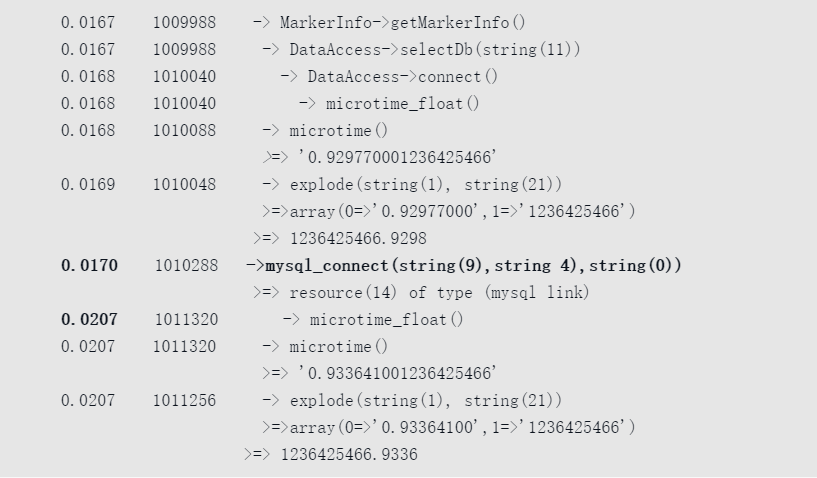 0.0167 1009988 -> MarkerInfo->getMarkerInfo()
0.0167 1009988 -> DataAccess->selectDb(string(11))
0.0168 1010040 -> DataAccess->connect()
0.0168 1010040 -> microtime_float()
0.0168 1010088 -> microtime()
>=> '0.929770001236425466'
0.0169 1010048 -> explode(string(1), string(21))
>=>array(0=>'0.92977000',1=>'1236425466')
>=> 1236425466.9298
0.0170 1010288 ->mysql_connect(string(9),string 4),string(0))
>=> resource(14) of type (mysql link)
0.0207 1011320 -> microtime_float()
0.0207 1011320 -> microtime()
>=> '0.933641001236425466'
0.0207 1011256 -> explode(string(1), string(21))
>=>array(0=>'0.93364100',1=>'1236425466')
>=> 1236425466.9336